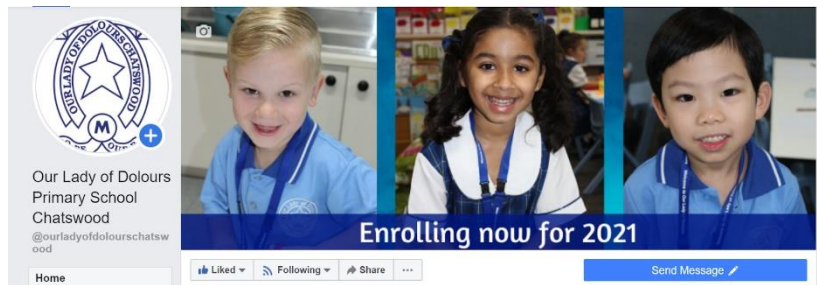 OUR LADY OF DOLOURS CHATSWOOD
M
Our Lady of Dolours
Primary School
Chatswood
@ourladyofdolourschatsw
ood
Home
Enrolling now for 2021
Liked
Following
Share
Send Message